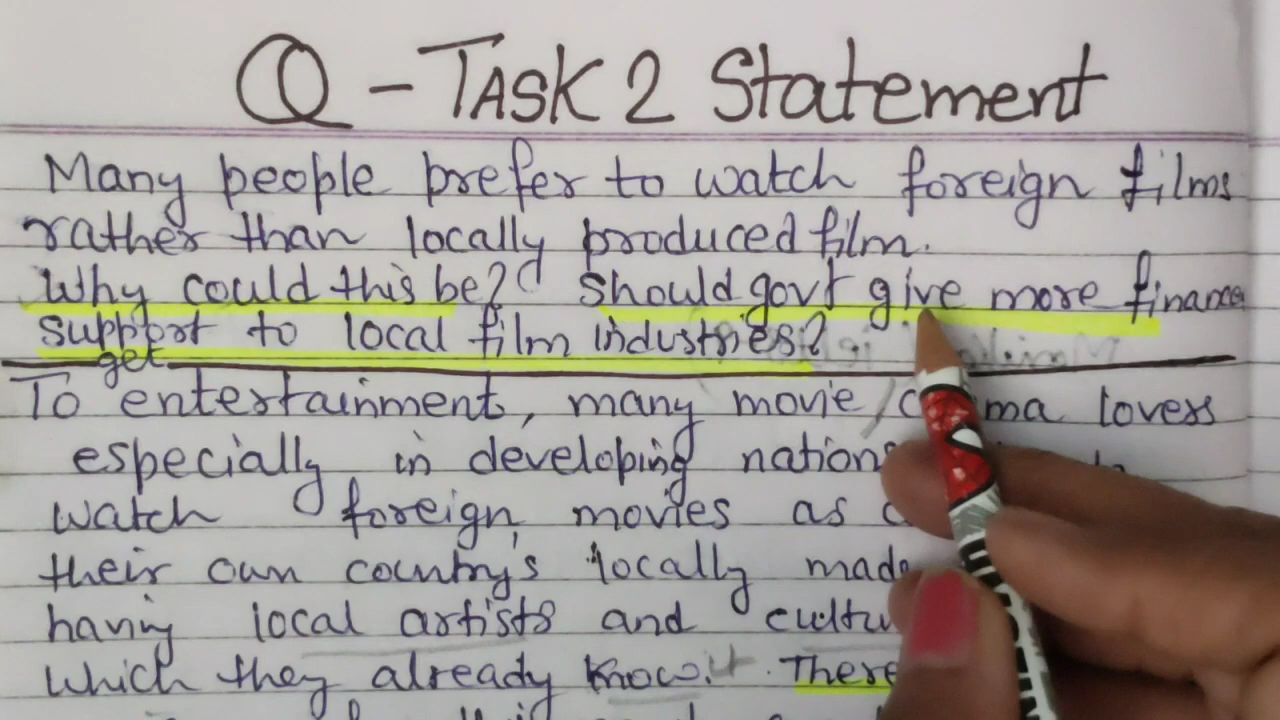 Q - TASK 2 Statement
Many people prefer to watch foreign films
rather than locally produced film.
Why could this be? Should govt give more finance
support to local film industries?
get
To entertainment, many movie / ma lovers
especially in developing nation
watch foreign movies as
their own country's locally made
having local artists and cultu
which they already know. There